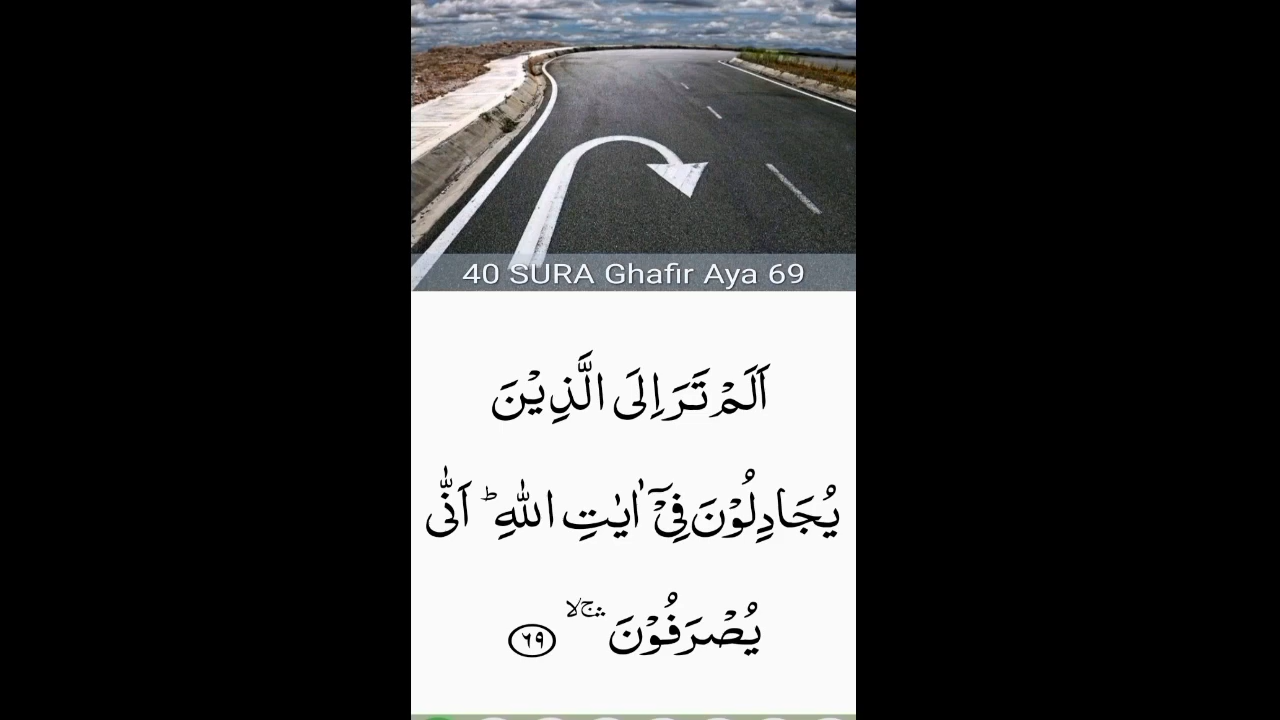 40 SURA Ghafir Aya 69
اَلَمْ تَرَ اِلَى الَّذِیْنَ
یُجَادِلُوْنَ فِیْۤ اٰیٰتِ اللّٰهِ ؕ اَنّٰی
یُصْرَفُوْنَ ۛۚۙ ۶۹